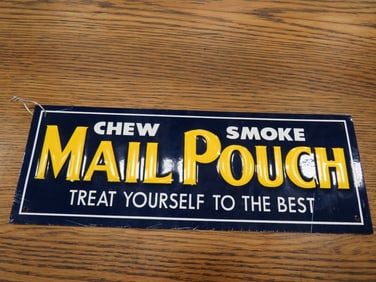 CHEW SMOKE
MAIL POUCH
TREAT YOURSELF TO THE BEST